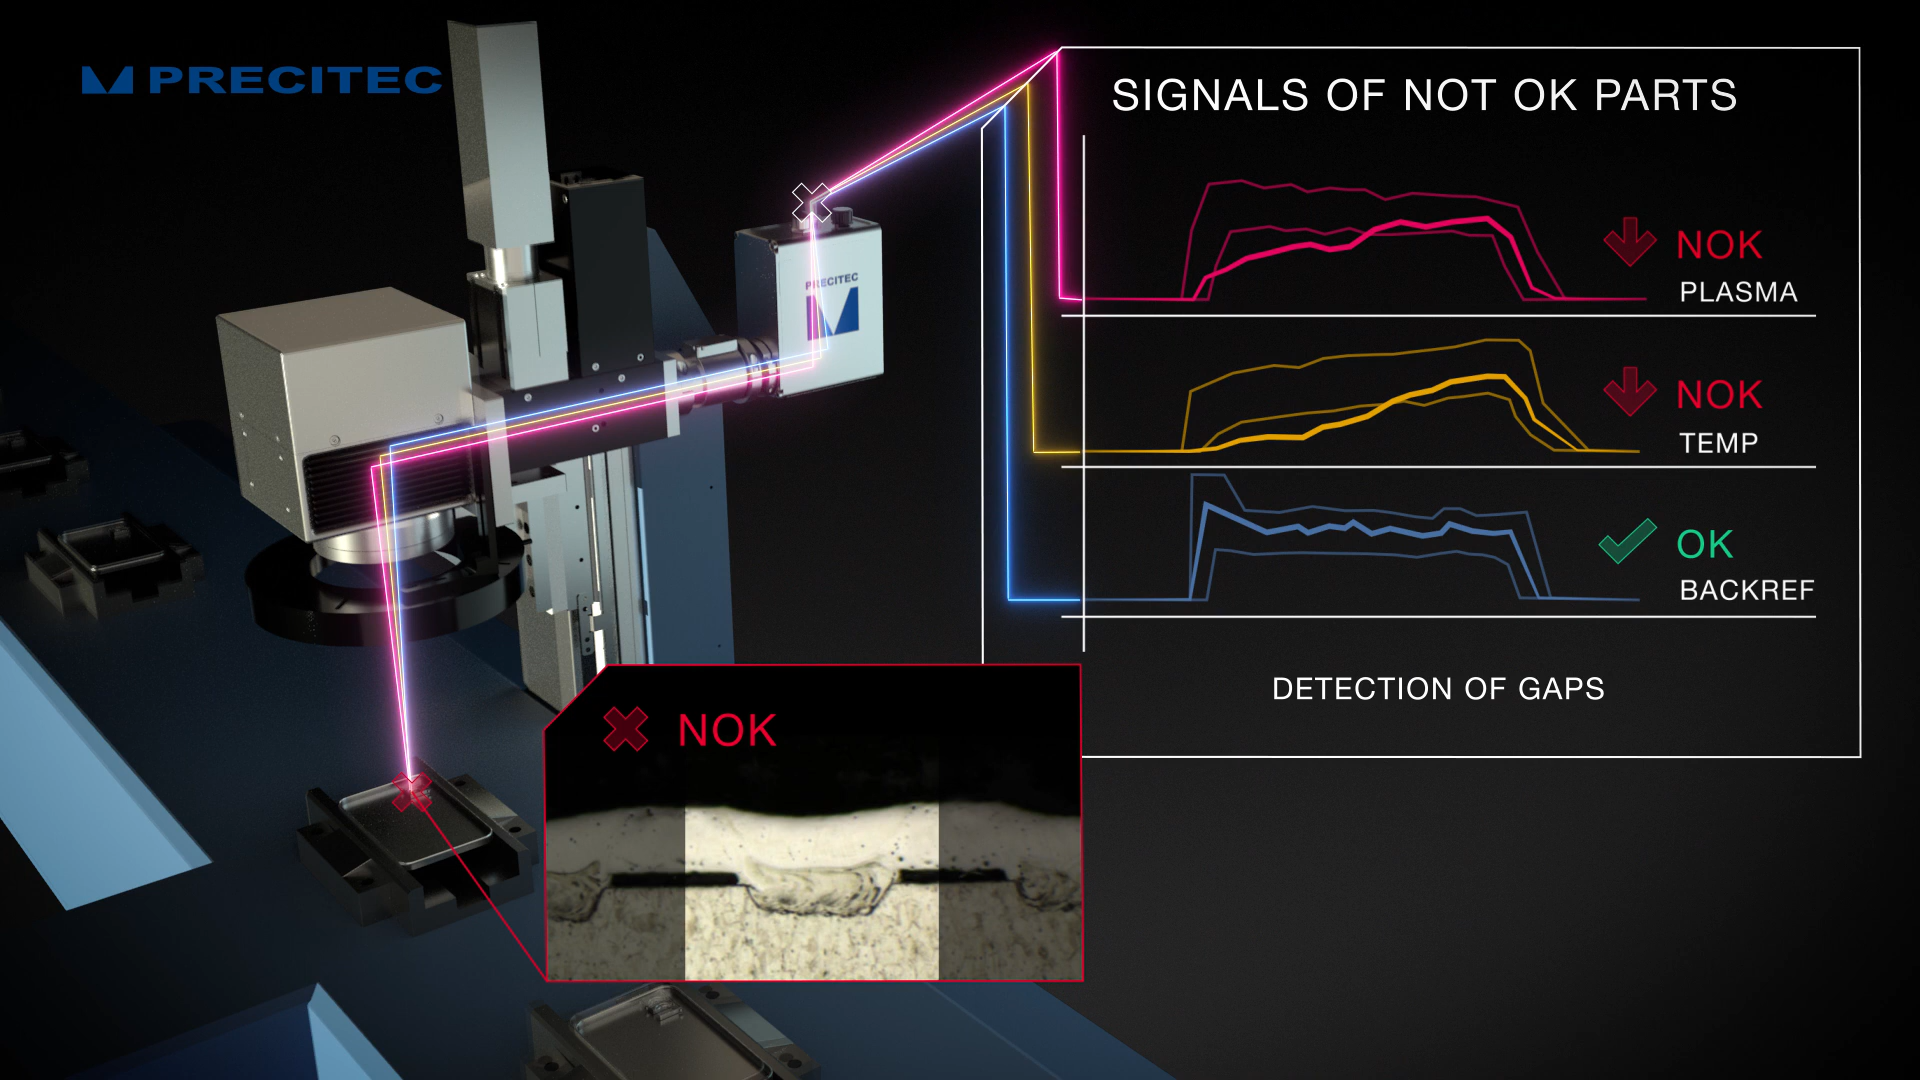 PRECITEC
SIGNALS OF NOT OK PARTS
NOK
PLASMA
PRECITEC
NOK
TEMP
OK
BACKREF
DETECTION OF GAPS
NOK